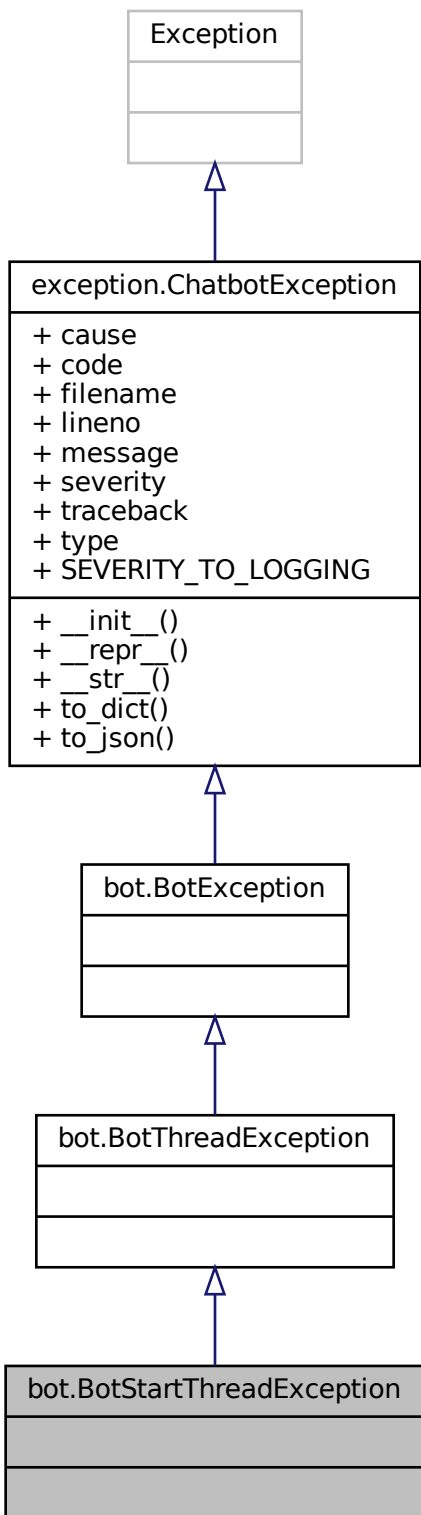 Exception
exception.ChatbotException
+ cause
+ code
+ filename
+ lineno
+ message
+ severity
+ traceback
+ type
+ SEVERITY_TO_LOGGING
+ __init__()
+ __repr__()
+ __str__()
+ to_dict()
+ to_json()
bot.BotException
bot.BotThreadException
bot.BotStartThreadException